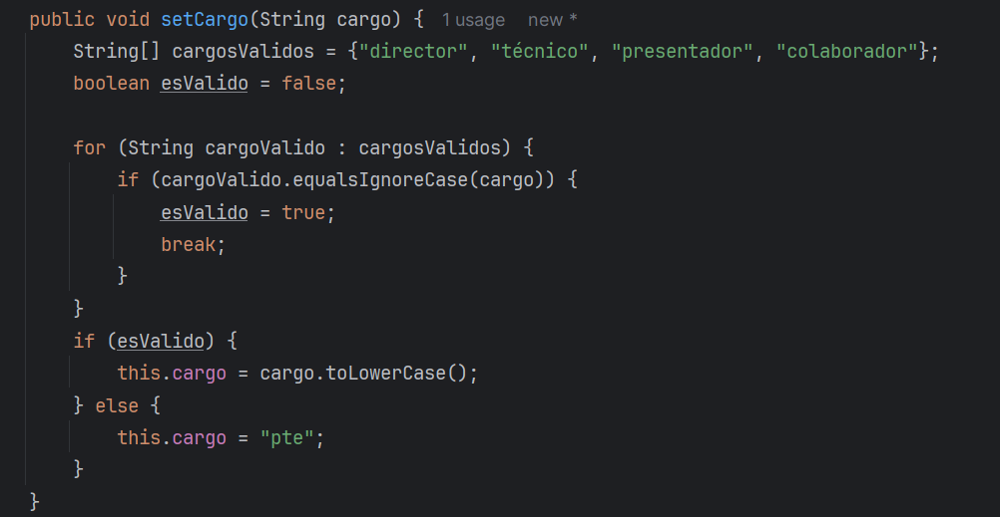 public void setCargo(String cargo) { 1 usage new *
    String[] cargosValidos = {"director", "técnico", "presentador", "colaborador"};
    boolean esValido = false;

    for (String cargoValido : cargosValidos) {
        if (cargoValido.equalsIgnoreCase(cargo)) {
            esValido = true;
            break;
        }
    }
    if (esValido) {
        this.cargo = cargo.toLowerCase();
    } else {
        this.cargo = "pte";
    }
}